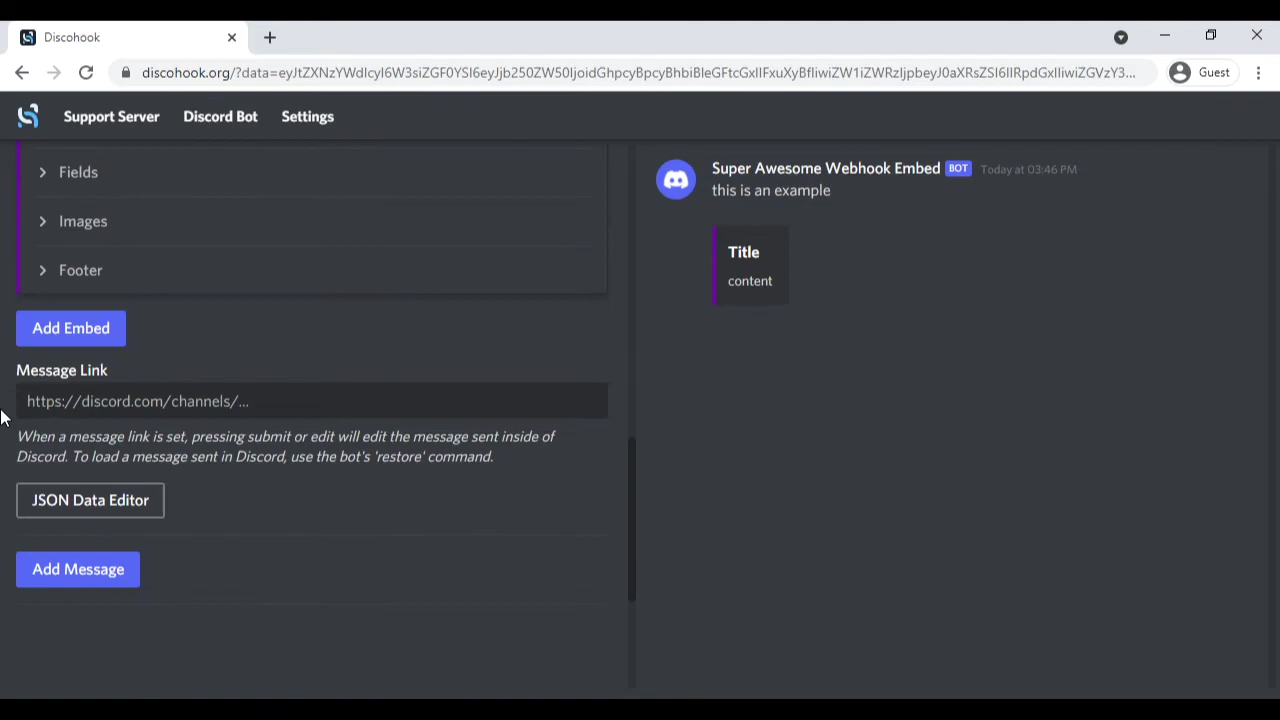 Discohook
discohook.org/?data=
Guest
Support Server
Discord Bot
Settings
Fields
Images
Footer
Add Embed
Message Link
https://discord.com/channels/...
When a message link is set, pressing submit or edit will edit the message sent inside of
Discord. To load a message sent in Discord, use the bot's 'restore' command.
JSON Data Editor
Add Message
Super Awesome Webhook Embed BOT Today at 03:46 PM
this is an example
Title
content